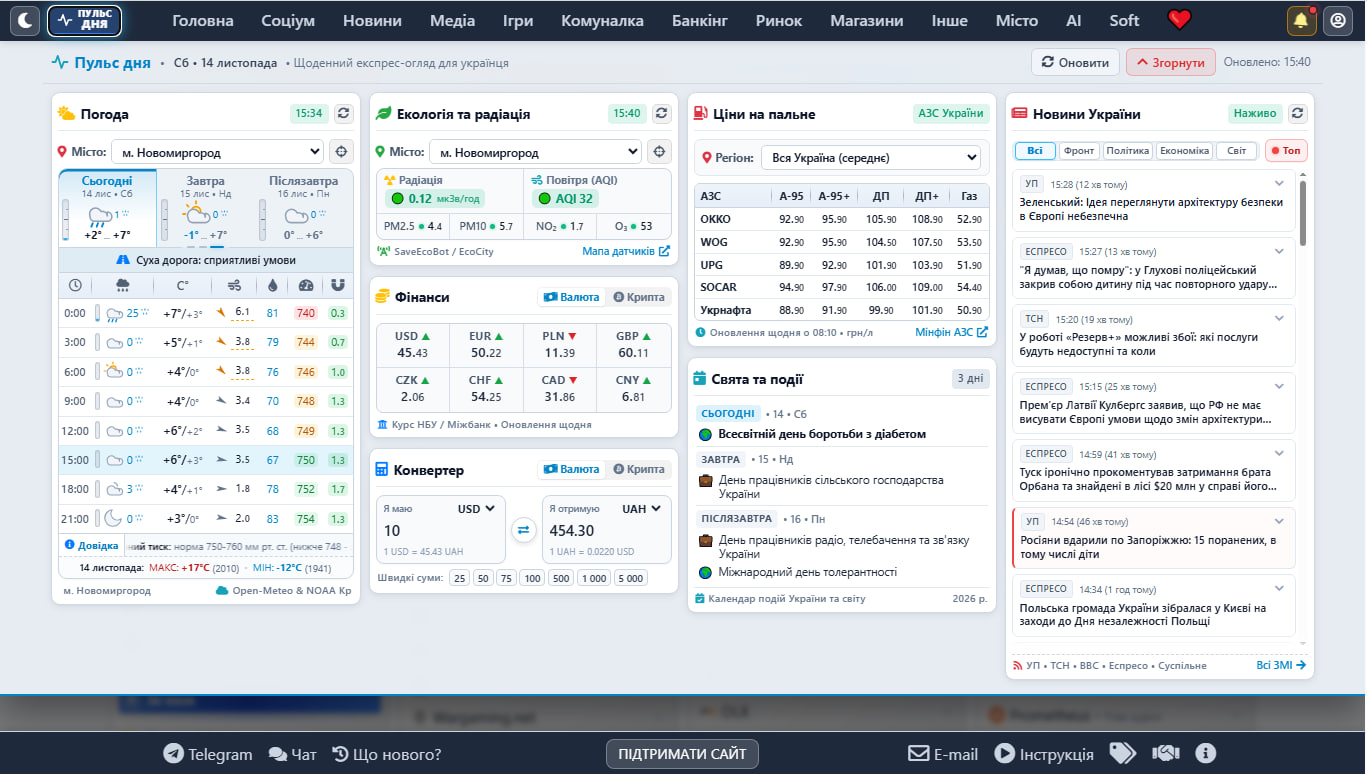 ПУЛЬС ДНЯ
Головна Соціум Новини Медіа Ігри Комуналка Банкінг Ринок Магазини Інше Місто AI Soft
Пульс дня • Сб • 14 листопада • Щоденний експрес-огляд для українця
Оновити Згорнути Оновлено: 15:40
Погода 15:34
Місто: м. Новомиргород
Сьогодні Завтра Післязавтра
14 лис • Сб 15 лис • Нд 16 лис • Пн
1 0 0
+2° .. +7° -1° .. +7° 0° .. +6°
Суха дорога: сприятливі умови
C°
0:00 25 +7°/+3° 6.1 81 740 0.3
3:00 0 +5°/+1° 3.8 79 744 0.7
6:00 0 +4°/0° 3.8 76 746 1.0
9:00 0 +4°/0° 3.4 70 748 1.3
12:00 0 +6°/+2° 3.5 68 749 1.3
15:00 0 +6°/+3° 3.5 67 750 1.3
18:00 3 +4°/+1° 1.8 78 752 1.7
21:00 0 +3°/0° 2.0 83 754 1.3
Довідка ний тиск: норма 750-760 мм рт. ст. (нижче 748 -
14 листопада: МАКС: +17°C (2010) · МІН: -12°C (1941)
м. Новомиргород Open-Meteo & NOAA Kp
Екологія та радіація 15:40
Місто: м. Новомиргород
Радіація Повітря (AQI)
0.12 мкЗв/год AQI 32
PM2.5 • 4.4 PM10 • 5.7 NO₂ • 1.7 O₃ • 53
SaveEcoBot / EcoCity Мапа датчиків
Фінанси Валюта Крипта
USD EUR PLN GBP
45.43 50.22 11.39 60.11
CZK CHF CAD CNY
2.06 54.25 31.86 6.81
Курс НБУ / Міжбанк • Оновлення щодня
Конвертер Валюта Крипта
Я маю USD Я отримую UAH
10 454.30
1 USD = 45.43 UAH 1 UAH = 0.0220 USD
Швидкі суми: 25 50 75 100 500 1 000 5 000
Ціни на пальне АЗС України
Регіон: Вся Україна (середнє)
АЗС А-95 А-95+ ДП ДП+ Газ
ОККО 92.90 95.90 105.90 108.90 52.90
WOG 92.90 95.90 104.50 107.50 53.50
UPG 89.90 92.90 101.90 103.90 51.90
SOCAR 94.90 97.90 106.00 109.00 54.40
Укрнафта 88.90 91.90 99.90 101.90 50.90
Оновлення щодня о 08:10 • грн/л Мінфін АЗС
Свята та події 3 дні
СЬОГОДНІ • 14 • Сб
Всесвітній день боротьби з діабетом
ЗАВТРА • 15 • Нд
День працівників сільського господарства
України
ПІСЛЯЗАВТРА • 16 • Пн
День працівників радіо, телебачення та зв'язку
України
Міжнародний день толерантності
Календар подій України та світу 2026 р.
Новини України Наживо
Всі Фронт Політика Економіка Світ Топ
УП 15:28 (12 хв тому)
Зеленський: Ідея переглянути архітектуру безпеки
в Європі небезпечна
ЕСПРЕСО 15:27 (13 хв тому)
"Я думав, що помру": у Глухові поліцейський
закрив собою дитину під час повторного удару...
ТСН 15:20 (19 хв тому)
У роботі «Резерв+» можливі збої: які послуги
будуть недоступні та коли
ЕСПРЕСО 15:15 (25 хв тому)
Прем'єр Латвії Кулбергс заявив, що РФ не має
висувати Європі умови щодо змін архітектури...
ЕСПРЕСО 14:59 (41 хв тому)
Туск іронічно прокоментував затримання брата
Орбана та знайдені в лісі $20 млн у справі його...
УП 14:54 (46 хв тому)
Росіяни вдарили по Запоріжжю: 15 поранених, в
тому числі діти
ЕСПРЕСО 14:34 (1 год тому)
Польська громада України зібралася у Києві на
заходи до Дня незалежності Польщі
УП • ТСН • BBC • Еспресо • Суспільне Всі ЗМІ
Wargaming.net OLX Prometheus
Telegram Чат Що нового? ПІДТРИМАТИ САЙТ E-mail Інструкція